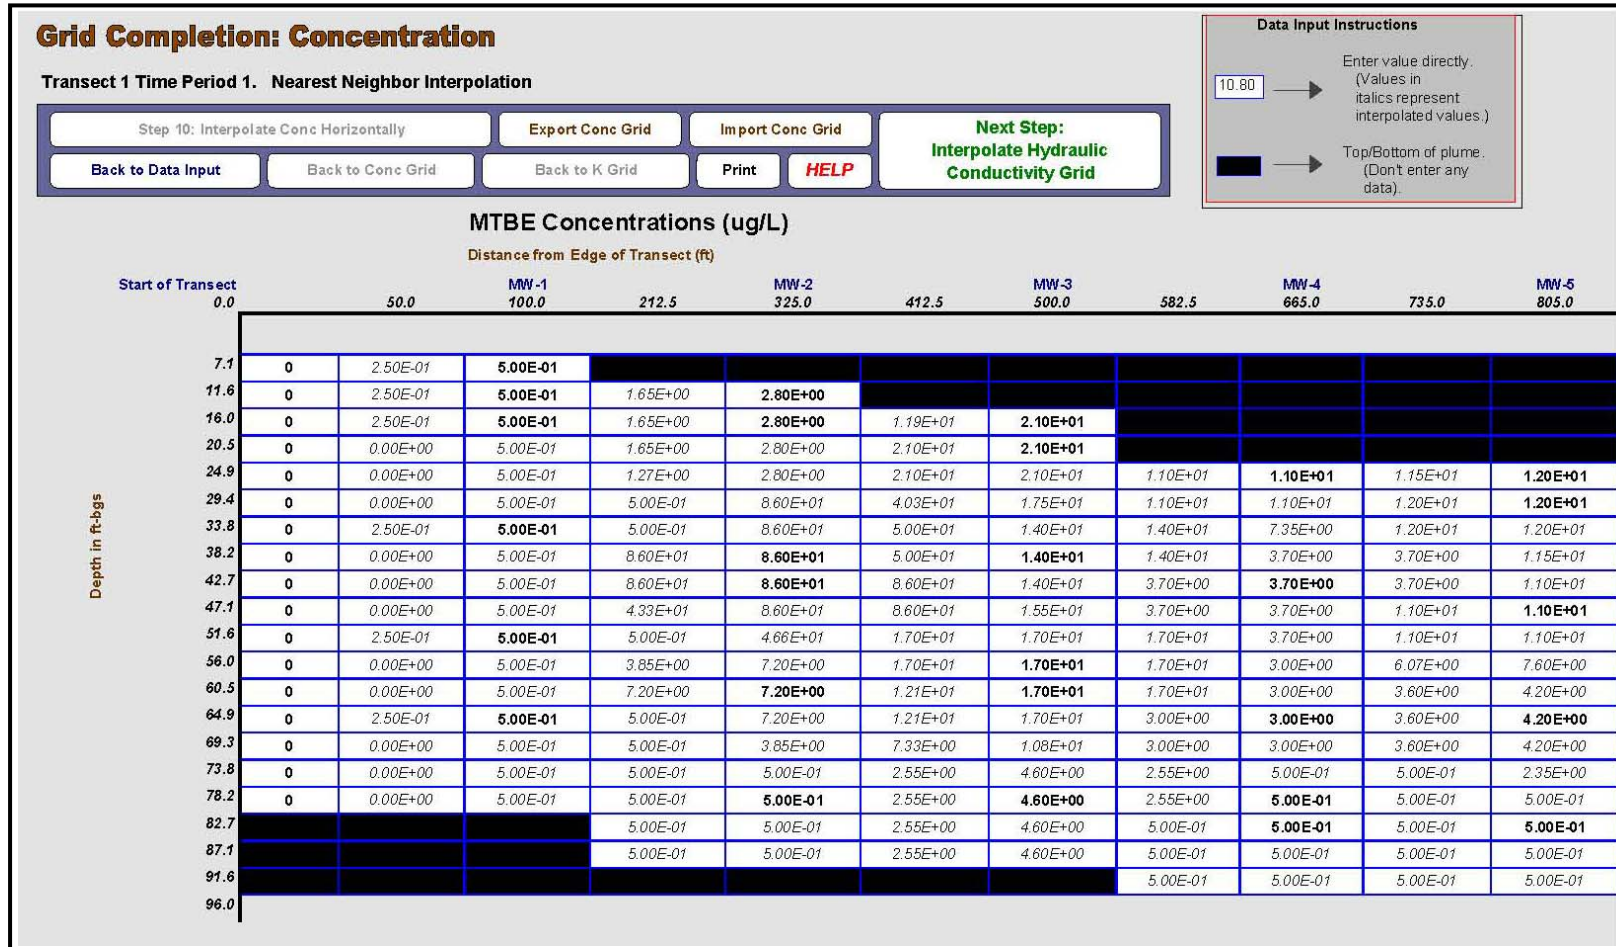 Grid Completion: Concentration
Transect 1 Time Period 1. Nearest Neighbor Interpolation
Step 10: Interpolate Conc Horizontally
Export Conc Grid
Import Conc Grid
Next Step:
Interpolate Hydraulic
Conductivity Grid
Back to Data Input
Back to Conc Grid
Back to K Grid
Print
HELP
Data Input Instructions
10.80
Enter value directly.
(Values in
italics represent
interpolated values.)
Top/Bottom of plume.
(Don't enter any
data).
MTBE Concentrations (ug/L)
Distance from Edge of Transect (ft)
Start of Transect MW-1 MW-2 MW-3 MW-4 MW-5
0.0 50.0 100.0 212.5 325.0 412.5 500.0 582.5 665.0 735.0 805.0
Depth in ft-bgs
7.1 0 2.50E-01 5.00E-01
11.6 0 2.50E-01 5.00E-01 1.65E+00 2.80E+00
16.0 0 2.50E-01 5.00E-01 1.65E+00 2.80E+00 1.19E+01 2.10E+01
20.5 0 0.00E+00 5.00E-01 1.65E+00 2.80E+00 2.10E+01 2.10E+01
24.9 0 0.00E+00 5.00E-01 1.27E+00 2.80E+00 2.10E+01 2.10E+01 1.10E+01 1.10E+01 1.15E+01 1.20E+01
29.4 0 0.00E+00 5.00E-01 5.00E-01 8.60E+01 4.03E+01 1.75E+01 1.10E+01 1.10E+01 1.20E+01 1.20E+01
33.8 0 2.50E-01 5.00E-01 5.00E-01 8.60E+01 5.00E+01 1.40E+01 1.40E+01 7.35E+00 1.20E+01 1.20E+01
38.2 0 0.00E+00 5.00E-01 8.60E+01 8.60E+01 5.00E+01 1.40E+01 1.40E+01 3.70E+00 3.70E+00 1.15E+01
42.7 0 0.00E+00 5.00E-01 8.60E+01 8.60E+01 8.60E+01 1.40E+01 3.70E+00 3.70E+00 3.70E+00 1.10E+01
47.1 0 0.00E+00 5.00E-01 4.33E+01 8.60E+01 8.60E+01 1.55E+01 3.70E+00 3.70E+00 1.10E+01 1.10E+01
51.6 0 2.50E-01 5.00E-01 5.00E-01 4.66E+01 1.70E+01 1.70E+01 1.70E+01 3.70E+00 1.10E+01 1.10E+01
56.0 0 0.00E+00 5.00E-01 3.85E+00 7.20E+00 1.70E+01 1.70E+01 1.70E+01 3.00E+00 6.07E+00 7.60E+00
60.5 0 0.00E+00 5.00E-01 7.20E+00 7.20E+00 1.21E+01 1.70E+01 1.70E+01 3.00E+00 3.60E+00 4.20E+00
64.9 0 2.50E-01 5.00E-01 5.00E-01 7.20E+00 1.21E+01 1.70E+01 3.00E+00 3.00E+00 3.60E+00 4.20E+00
69.3 0 0.00E+00 5.00E-01 5.00E-01 3.85E+00 7.33E+00 1.08E+01 3.00E+00 3.00E+00 3.60E+00 4.20E+00
73.8 0 0.00E+00 5.00E-01 5.00E-01 5.00E-01 2.55E+00 4.60E+00 2.55E+00 5.00E-01 5.00E-01 2.35E+00
78.2 0 0.00E+00 5.00E-01 5.00E-01 5.00E-01 2.55E+00 4.60E+00 2.55E+00 5.00E-01 5.00E-01 5.00E-01
82.7 5.00E-01 5.00E-01 2.55E+00 4.60E+00 5.00E-01 5.00E-01 5.00E-01 5.00E-01
87.1 5.00E-01 5.00E-01 2.55E+00 4.60E+00 5.00E-01 5.00E-01 5.00E-01 5.00E-01
91.6 5.00E-01 5.00E-01 5.00E-01 5.00E-01
96.0